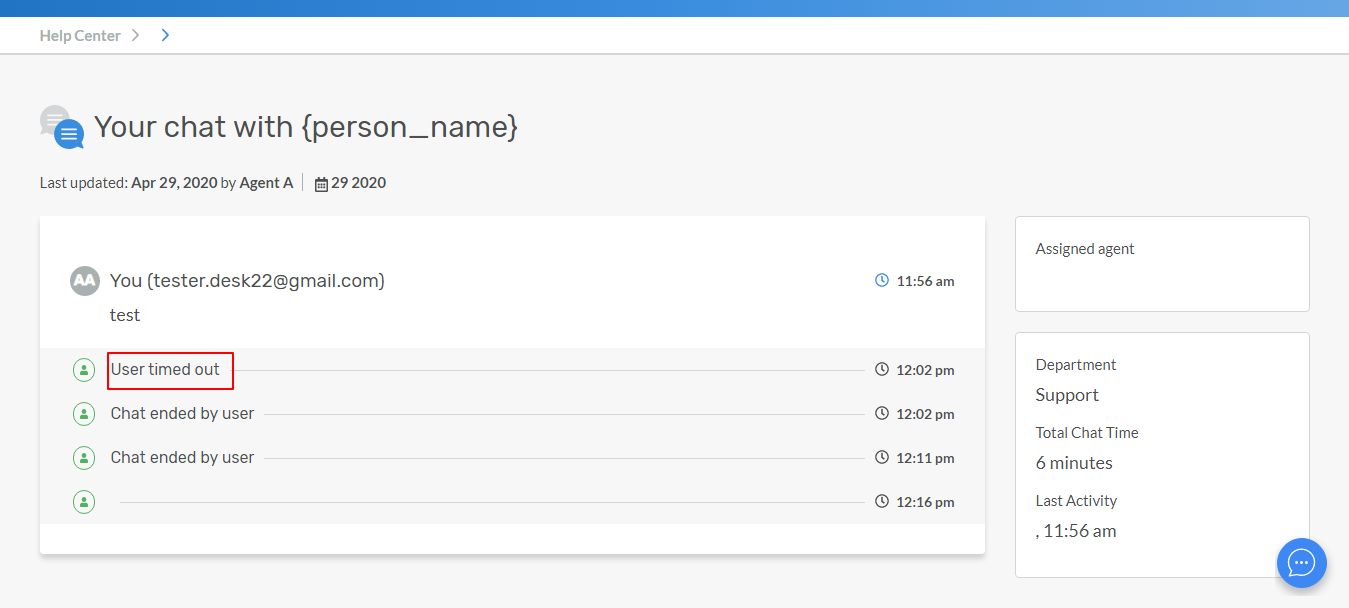 Help Center
Your chat with {person_name}
Last updated: Apr 29, 2020 by Agent A 29 2020
AA You (tester.desk22@gmail.com) 11:56 am
test
User timed out 12:02 pm
Chat ended by user 12:02 pm
Chat ended by user 12:11 pm
12:16 pm
Assigned agent
Department
Support
Total Chat Time
6 minutes
Last Activity
, 11:56 am